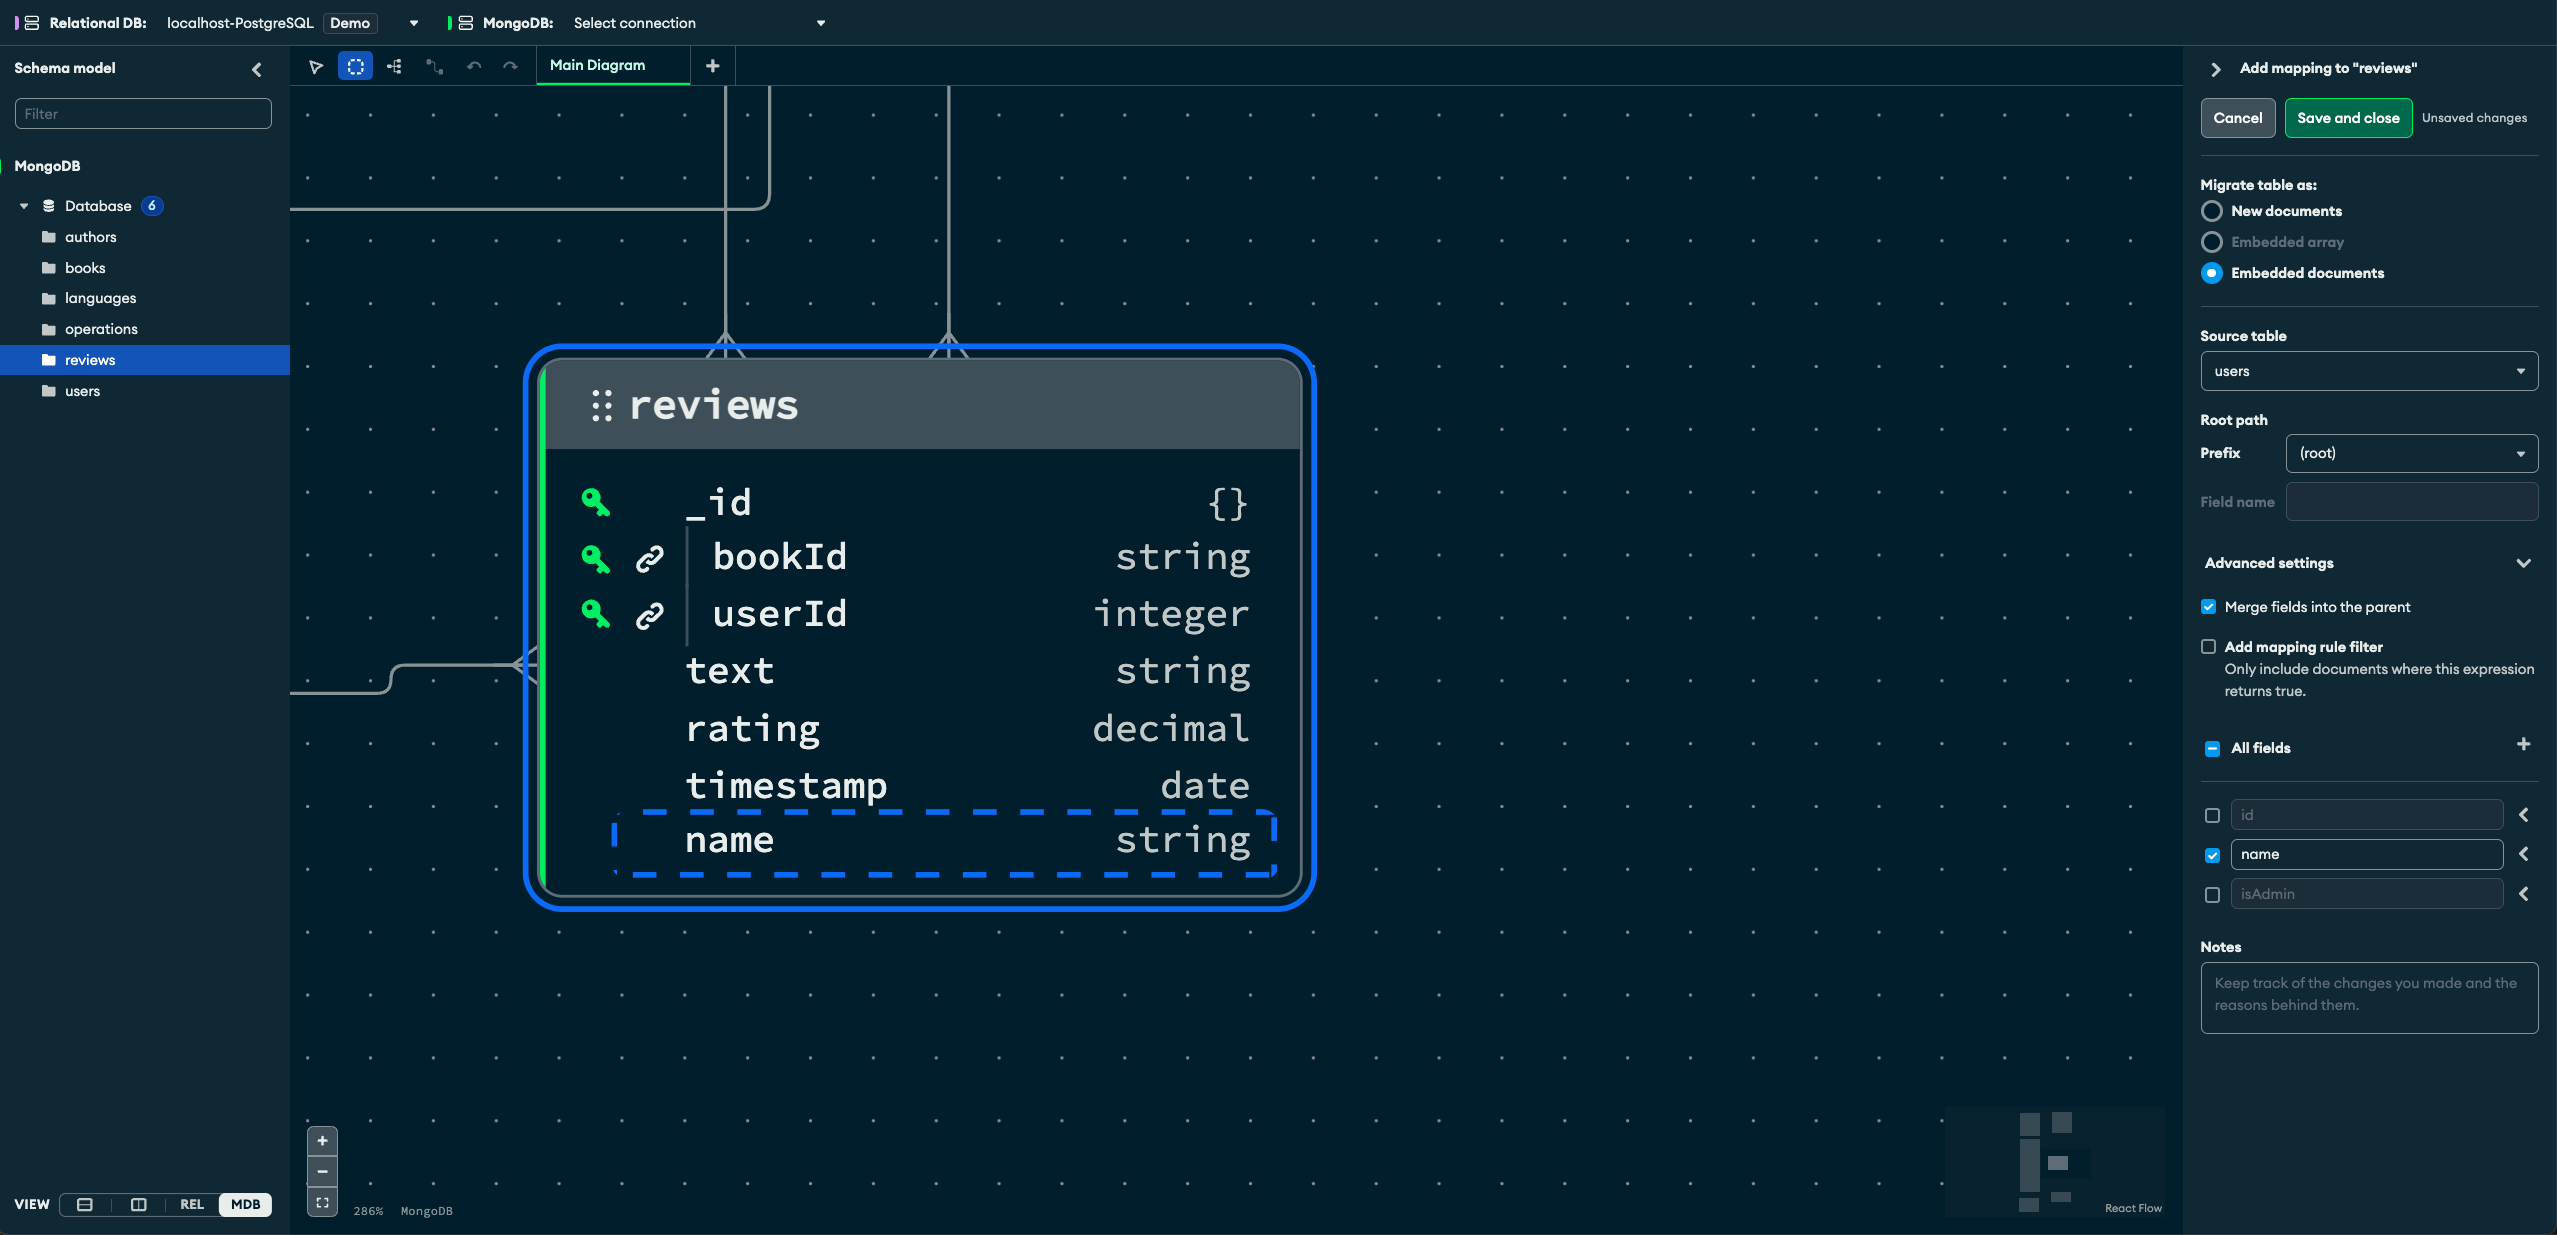 Relational DB: localhost-PostgreSQL Demo MongoDB: Select connection
Schema model
Filter
MongoDB
Database 6
authors
books
languages
operations
reviews
users
VIEW REL MDB
Main Diagram
reviews
_id {}
bookId string
userId integer
text string
rating decimal
timestamp date
name string
286% MongoDB
React Flow
Add mapping to "reviews"
Cancel Save and close Unsaved changes
Migrate table as:
New documents
Embedded array
Embedded documents
Source table
users
Root path
Prefix (root)
Field name
Advanced settings
Merge fields into the parent
Add mapping rule filter
Only include documents where this expression
returns true.
All fields
id
name
isAdmin
Notes
Keep track of the changes you made and the
reasons behind them.